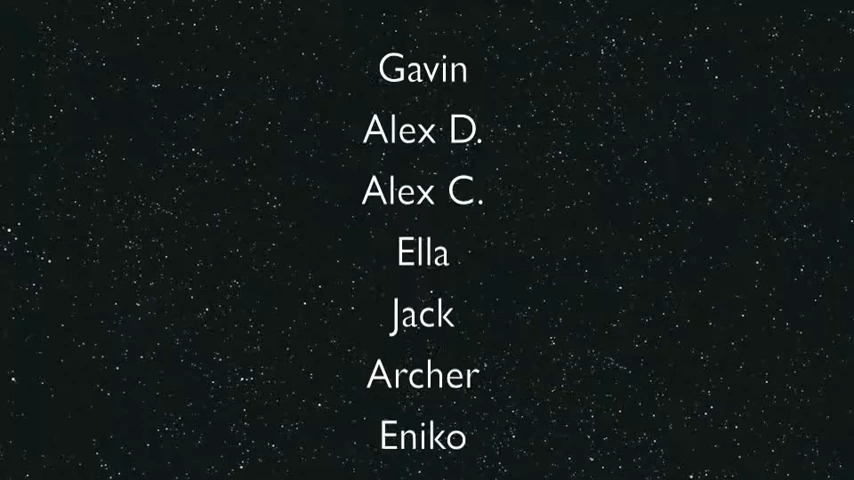 Gavin
Alex D.
Alex C.
Ella
Jack
Archer
Eniko